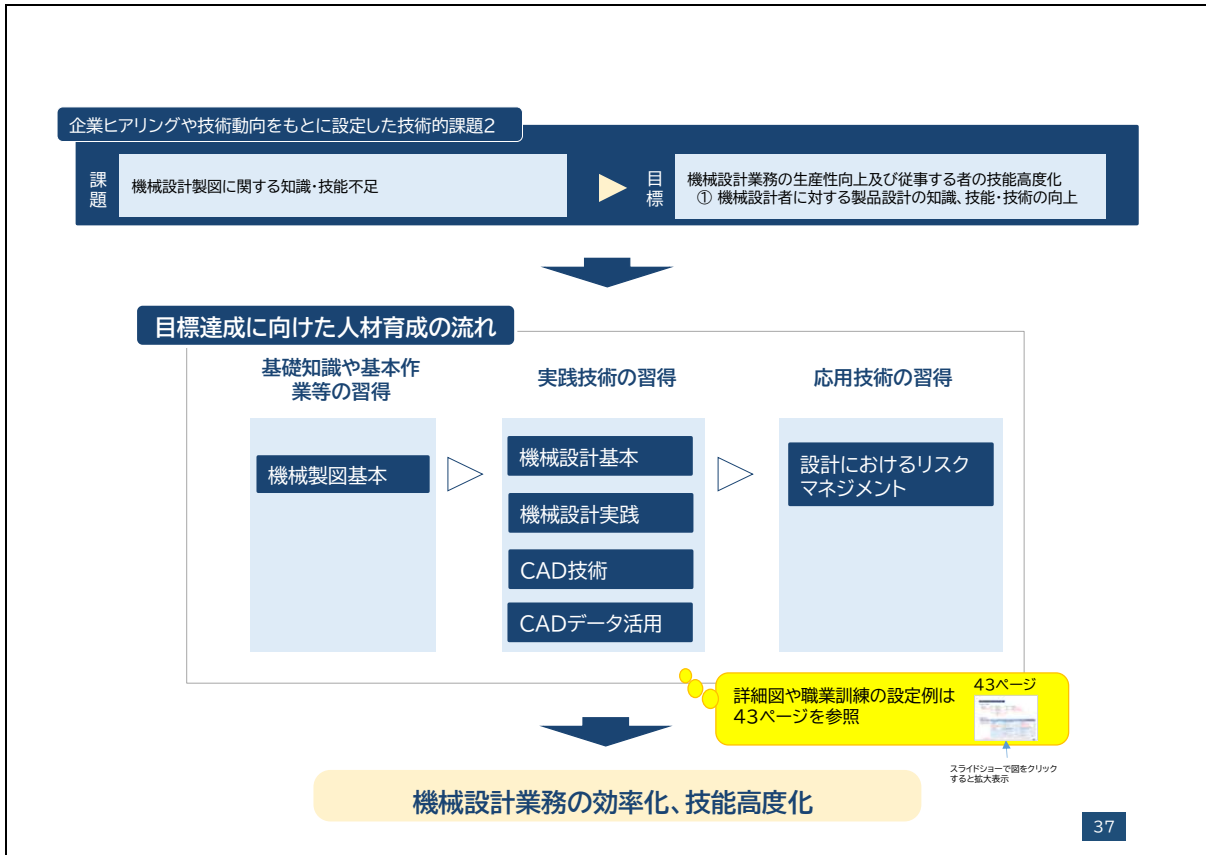 企業ヒアリングや技術動向をもとに設定した技術的課題2
課題
機械設計製図に関する知識・技能不足
目標
機械設計業務の生産性向上及び従事する者の技能高度化
① 機械設計者に対する製品設計の知識、技能・技術の向上
目標達成に向けた人材育成の流れ
基礎知識や基本作
業等の習得
実践技術の習得
応用技術の習得
機械製図基本
機械設計基本
機械設計実践
CAD技術
CADデータ活用
設計におけるリスク
マネジメント
詳細図や職業訓練の設定例は
43ページを参照
43ページ
スライドショーで図をクリック
すると拡大表示
機械設計業務の効率化、技能高度化
37